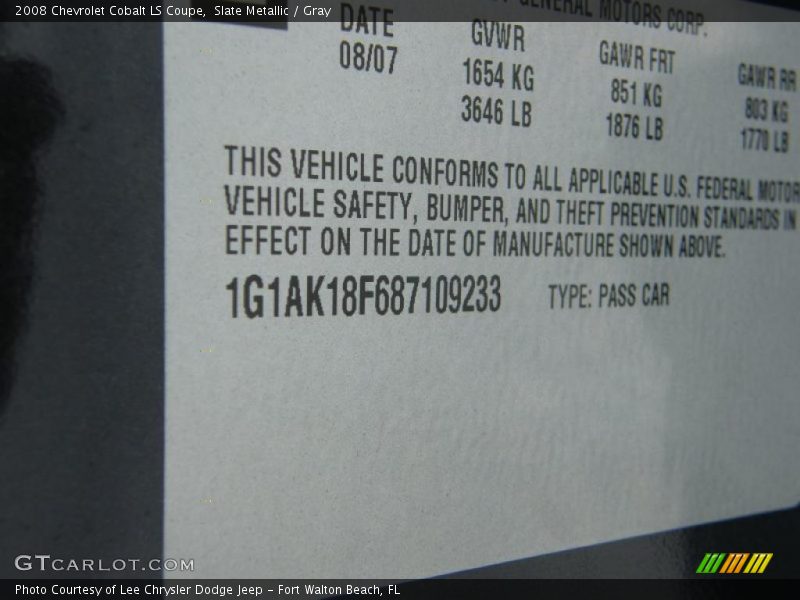 2008 Chevrolet Cobalt LS Coupe, Slate Metallic / Gray
GENERAL MOTORS CORP.
DATE GVWR GAWR FRT GAWR RR
08/07 1654 KG 851 KG 803 KG
3646 LB 1876 LB 1770 LB
THIS VEHICLE CONFORMS TO ALL APPLICABLE U.S. FEDERAL MOTOR
VEHICLE SAFETY, BUMPER, AND THEFT PREVENTION STANDARDS IN
EFFECT ON THE DATE OF MANUFACTURE SHOWN ABOVE.
1G1AK18F687109233 TYPE: PASS CAR
GTCARLOT.COM
Photo Courtesy of Lee Chrysler Dodge Jeep - Fort Walton Beach, FL